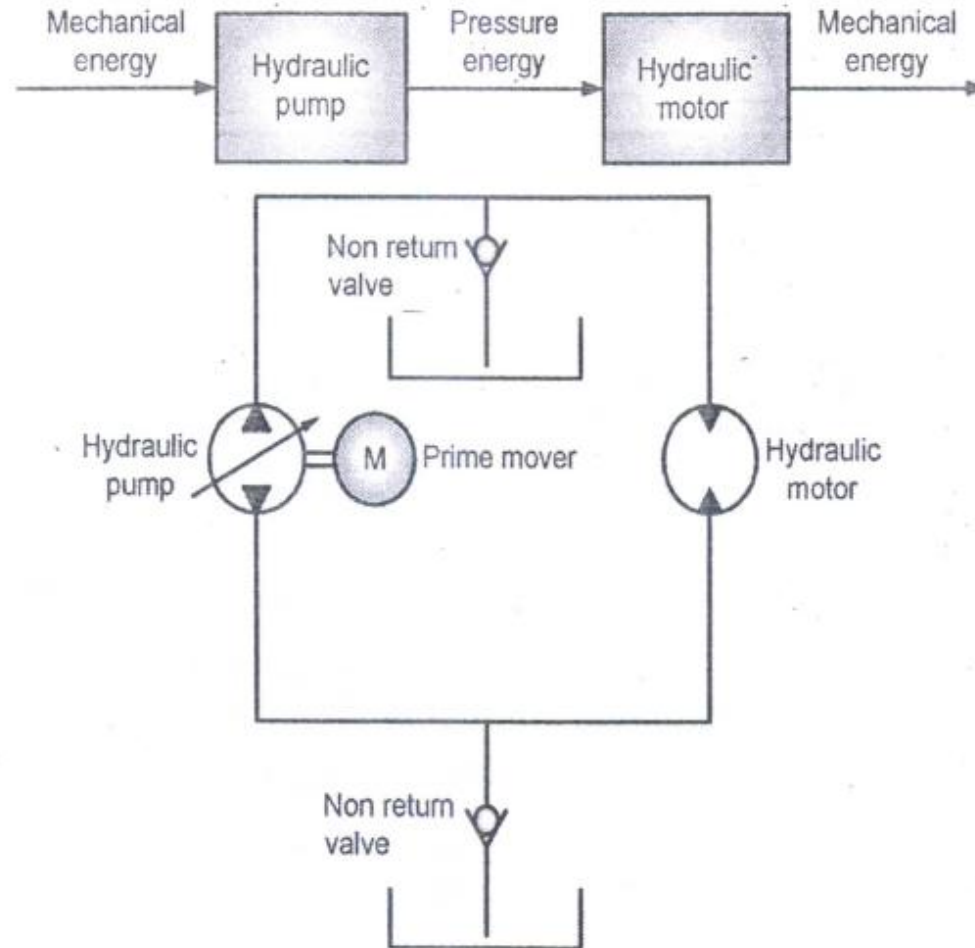 Mechanical
energy
Hydraulic
pump
Pressure
energy
Hydraulic
motor
Mechanical
energy
Non return
valve
Hydraulic
pump
M
Prime mover
Hydraulic
motor
Non return
valve